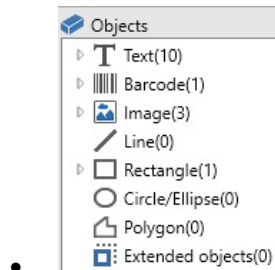 Objects
Text(10)
Barcode(1)
Image(3)
Line(0)
Rectangle(1)
Circle/Ellipse(0)
Polygon(0)
Extended objects(0)